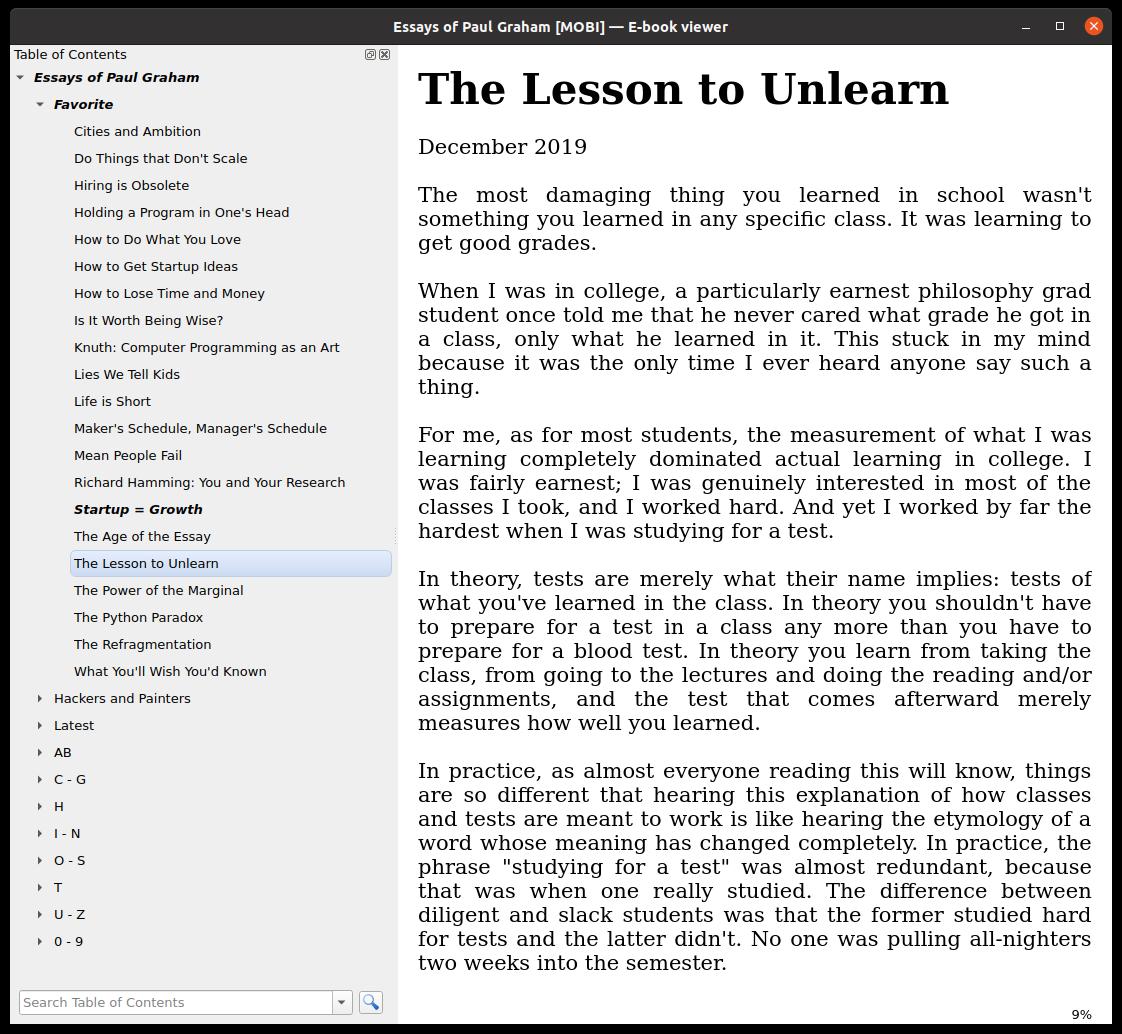 Essays of Paul Graham [MOBI] — E-book viewer
Table of Contents
Essays of Paul Graham
Favorite
Cities and Ambition
Do Things that Don't Scale
Hiring is Obsolete
Holding a Program in One's Head
How to Do What You Love
How to Get Startup Ideas
How to Lose Time and Money
Is It Worth Being Wise?
Knuth: Computer Programming as an Art
Lies We Tell Kids
Life is Short
Maker's Schedule, Manager's Schedule
Mean People Fail
Richard Hamming: You and Your Research
Startup = Growth
The Age of the Essay
The Lesson to Unlearn
The Power of the Marginal
The Python Paradox
The Refragmentation
What You'll Wish You'd Known
Hackers and Painters
Latest
AB
C - G
H
I - N
O - S
T
U - Z
0 - 9
Search Table of Contents
The Lesson to Unlearn
December 2019
The most damaging thing you learned in school wasn't
something you learned in any specific class. It was learning to
get good grades.
When I was in college, a particularly earnest philosophy grad
student once told me that he never cared what grade he got in
a class, only what he learned in it. This stuck in my mind
because it was the only time I ever heard anyone say such a
thing.
For me, as for most students, the measurement of what I was
learning completely dominated actual learning in college. I
was fairly earnest; I was genuinely interested in most of the
classes I took, and I worked hard. And yet I worked by far the
hardest when I was studying for a test.
In theory, tests are merely what their name implies: tests of
what you've learned in the class. In theory you shouldn't have
to prepare for a test in a class any more than you have to
prepare for a blood test. In theory you learn from taking the
class, from going to the lectures and doing the reading and/or
assignments, and the test that comes afterward merely
measures how well you learned.
In practice, as almost everyone reading this will know, things
are so different that hearing this explanation of how classes
and tests are meant to work is like hearing the etymology of a
word whose meaning has changed completely. In practice, the
phrase "studying for a test" was almost redundant, because
that was when one really studied. The difference between
diligent and slack students was that the former studied hard
for tests and the latter didn't. No one was pulling all-nighters
two weeks into the semester.
9%